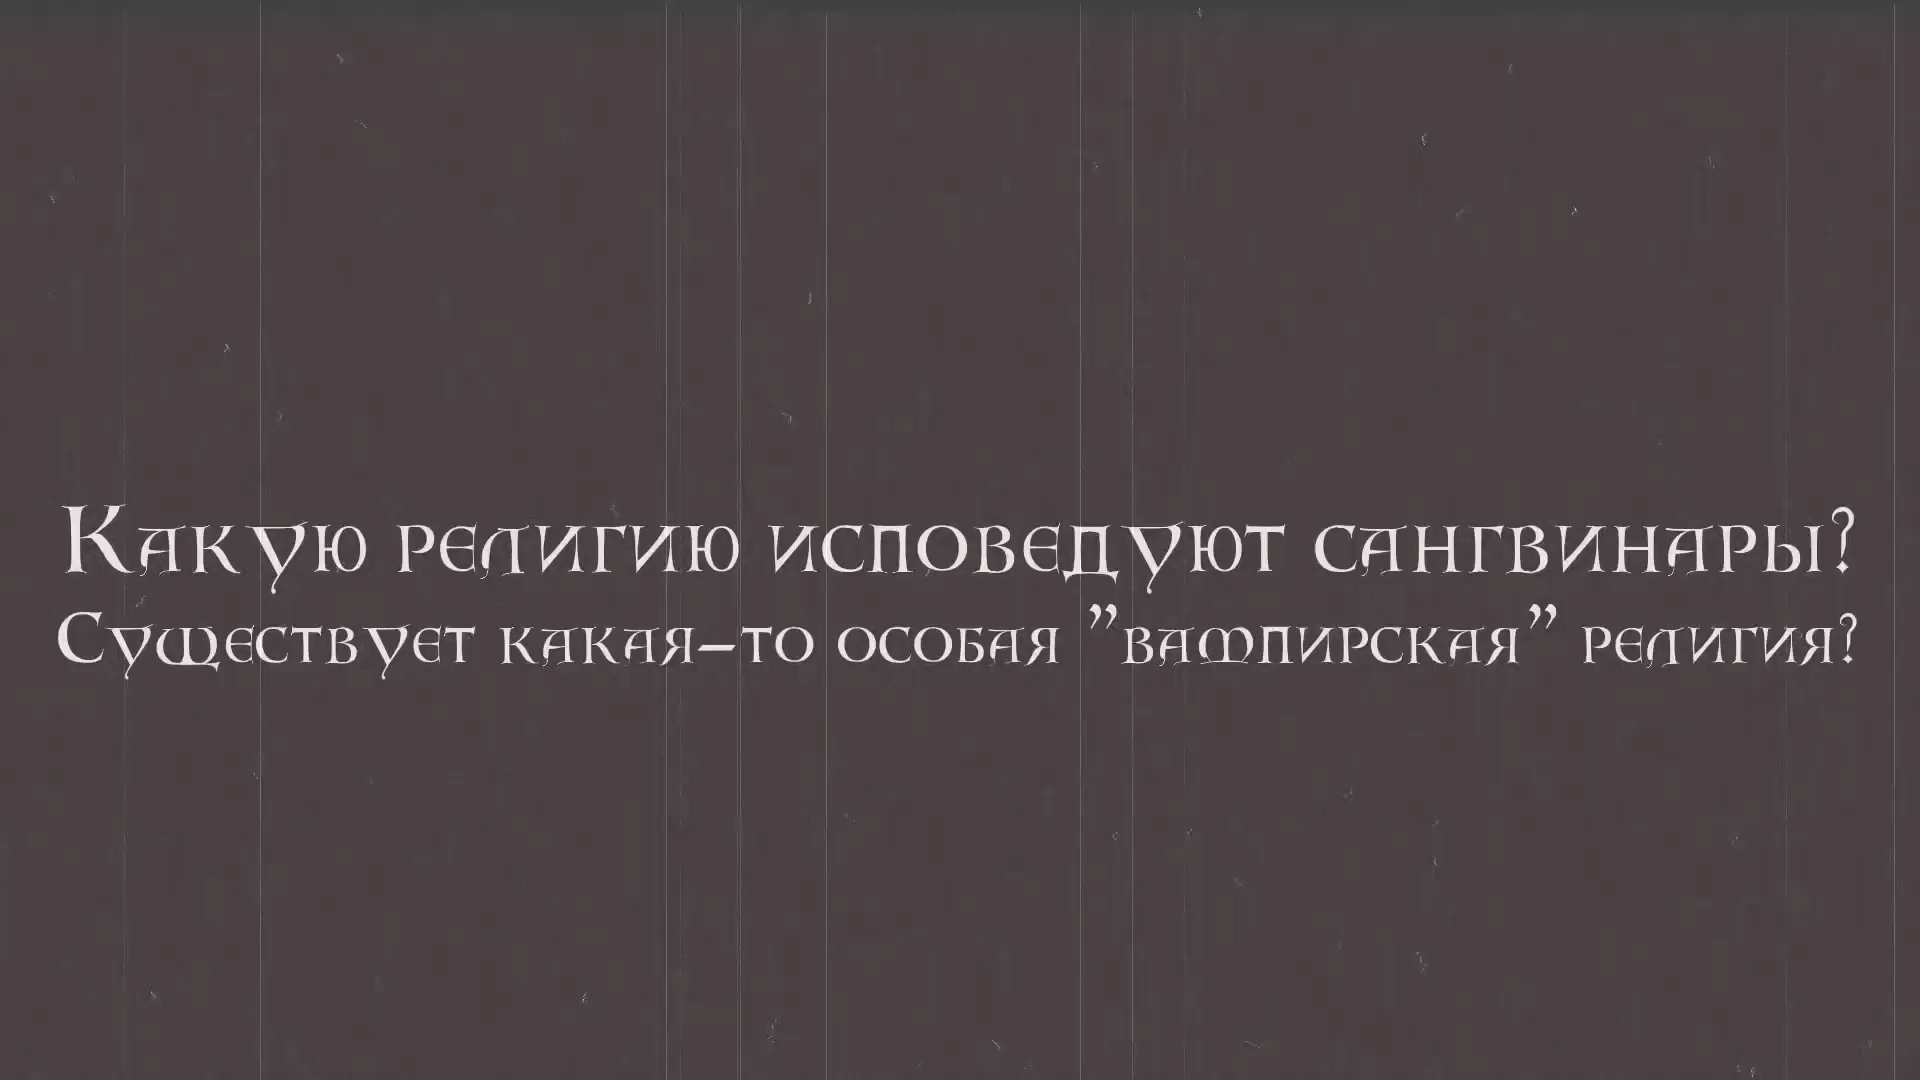 Какую религию исповедуют сангвинары?
Существует какая-то особая "вампирская" религия?